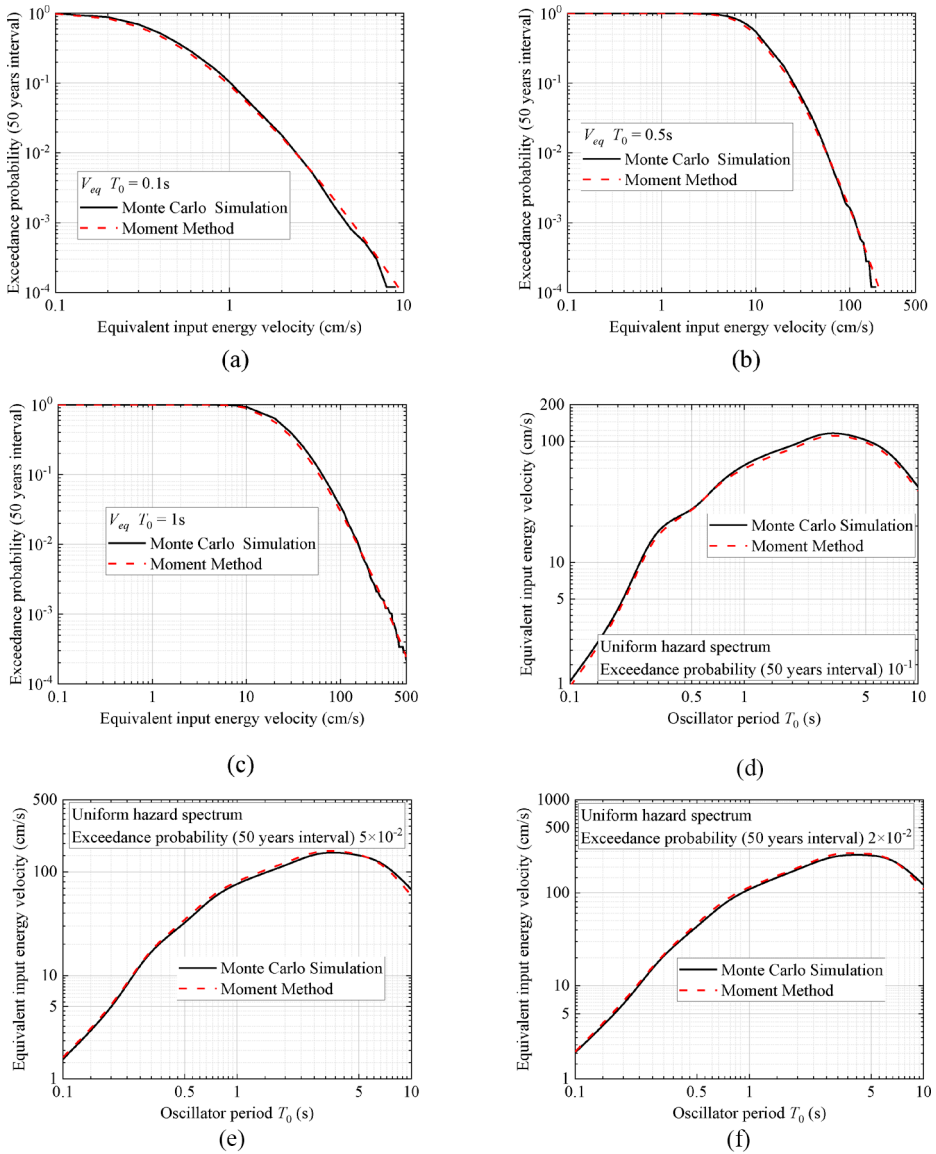 Exceedance probability (50 years interval)
10^0
10^-1
10^-2
10^-3
10^-4
V_eq T_0 = 0.1s
Monte Carlo Simulation
Moment Method
0.1 1 10
Equivalent input energy velocity (cm/s)
(a)
Exceedance probability (50 years interval)
10^0
10^-1
10^-2
10^-3
10^-4
V_eq T_0 = 0.5s
Monte Carlo Simulation
Moment Method
0.1 1 10 100 500
Equivalent input energy velocity (cm/s)
(b)
Exceedance probability (50 years interval)
10^0
10^-1
10^-2
10^-3
10^-4
V_eq T_0 = 1s
Monte Carlo Simulation
Moment Method
0.1 1 10 100 500
Equivalent input energy velocity (cm/s)
(c)
Equivalent input energy velocity (cm/s)
200
100
10
5
1
Monte Carlo Simulation
Moment Method
Uniform hazard spectrum
Exceedance probability (50 years interval) 10^-1
0.1 0.5 1 5 10
Oscillator period T_0 (s)
(d)
Equivalent input energy velocity (cm/s)
500
100
10
5
1
Uniform hazard spectrum
Exceedance probability (50 years interval) 5×10^-2
Monte Carlo Simulation
Moment Method
0.1 0.5 1 5 10
Oscillator period T_0 (s)
(e)
Equivalent input energy velocity (cm/s)
1000
500
100
10
5
1
Uniform hazard spectrum
Exceedance probability (50 years interval) 2×10^-2
Monte Carlo Simulation
Moment Method
0.1 0.5 1 5 10
Oscillator period T_0 (s)
(f)